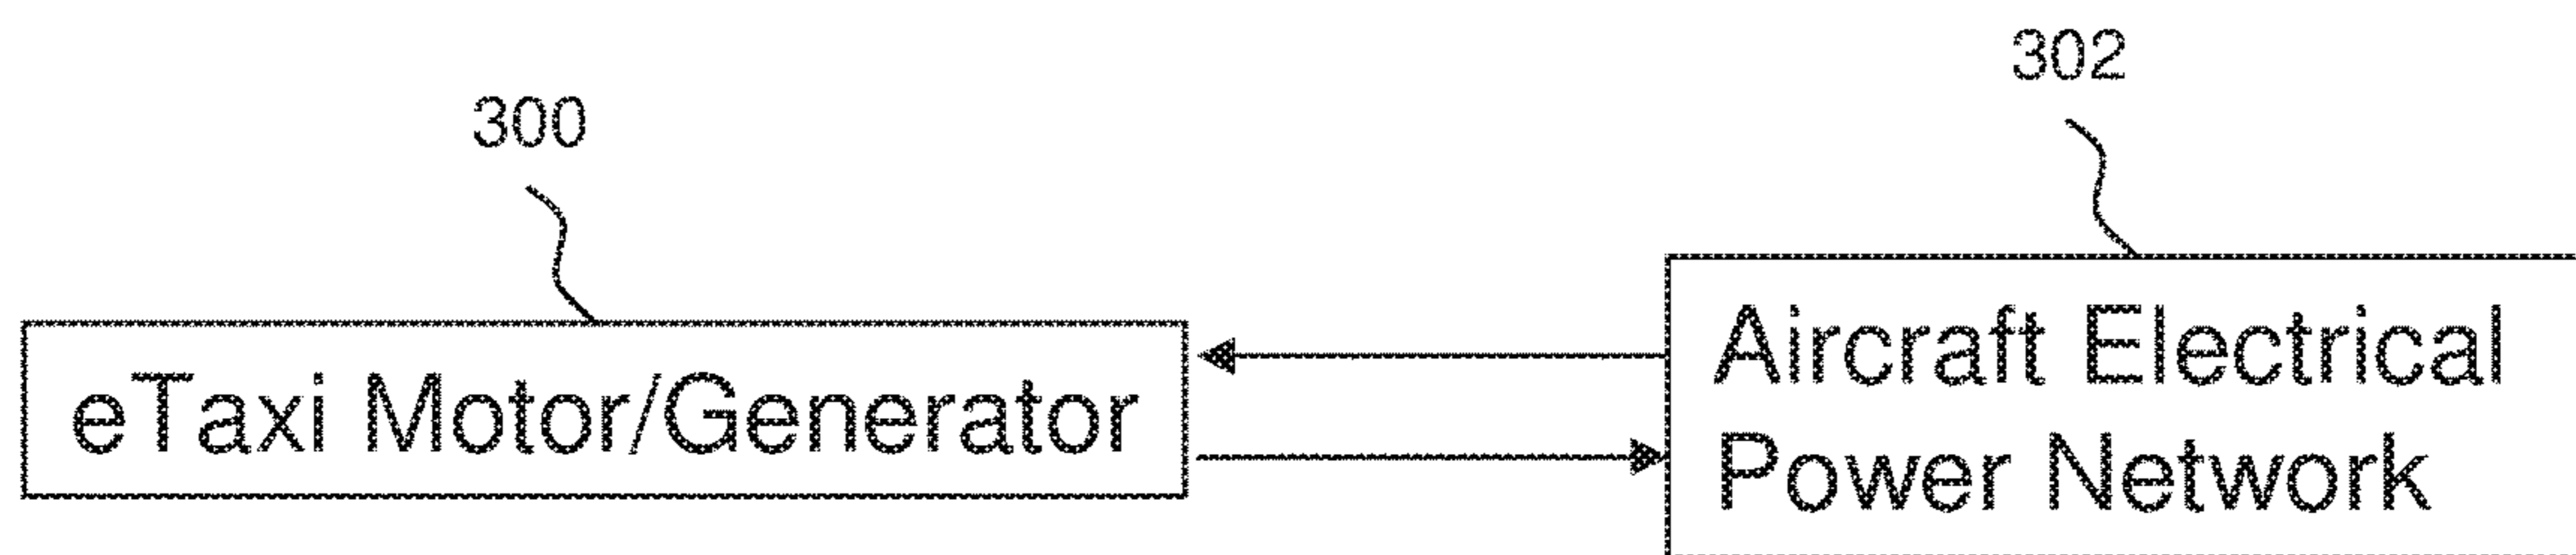 302
300
eTaxi Motor/Generator
Aircraft Electrical
Power Network